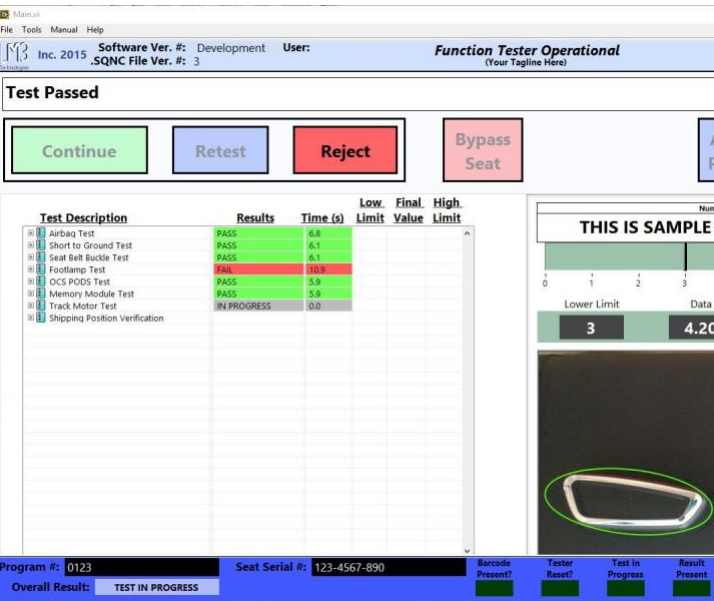 Main.vi
File Tools Manual Help
Inc. 2015 Software Ver. #: Development User: Function Tester Operational
.SQNC File Ver. #: 3 (Your Tagline Here)
Test Passed
Continue Retest Reject Bypass Seat
Low Final High
Test Description Results Time (s) Limit Value Limit
Airbag Test PASS 6.8
Short to Ground Test PASS 6.1
Seat Belt Buckle Test PASS 6.1
Footlamp Test FAIL 10.9
OCS PODS Test PASS 5.9
Memory Module Test PASS 5.9
Track Motor Test IN PROGRESS 0.0
Shipping Position Verification
THIS IS SAMPLE
0 1 2 3
Lower Limit Data
3 4.20
Program #: 0123 Seat Serial #: 123-4567-890
Overall Result: TEST IN PROGRESS
Barcode Present? Tester Reset? Test in Progress Result Present